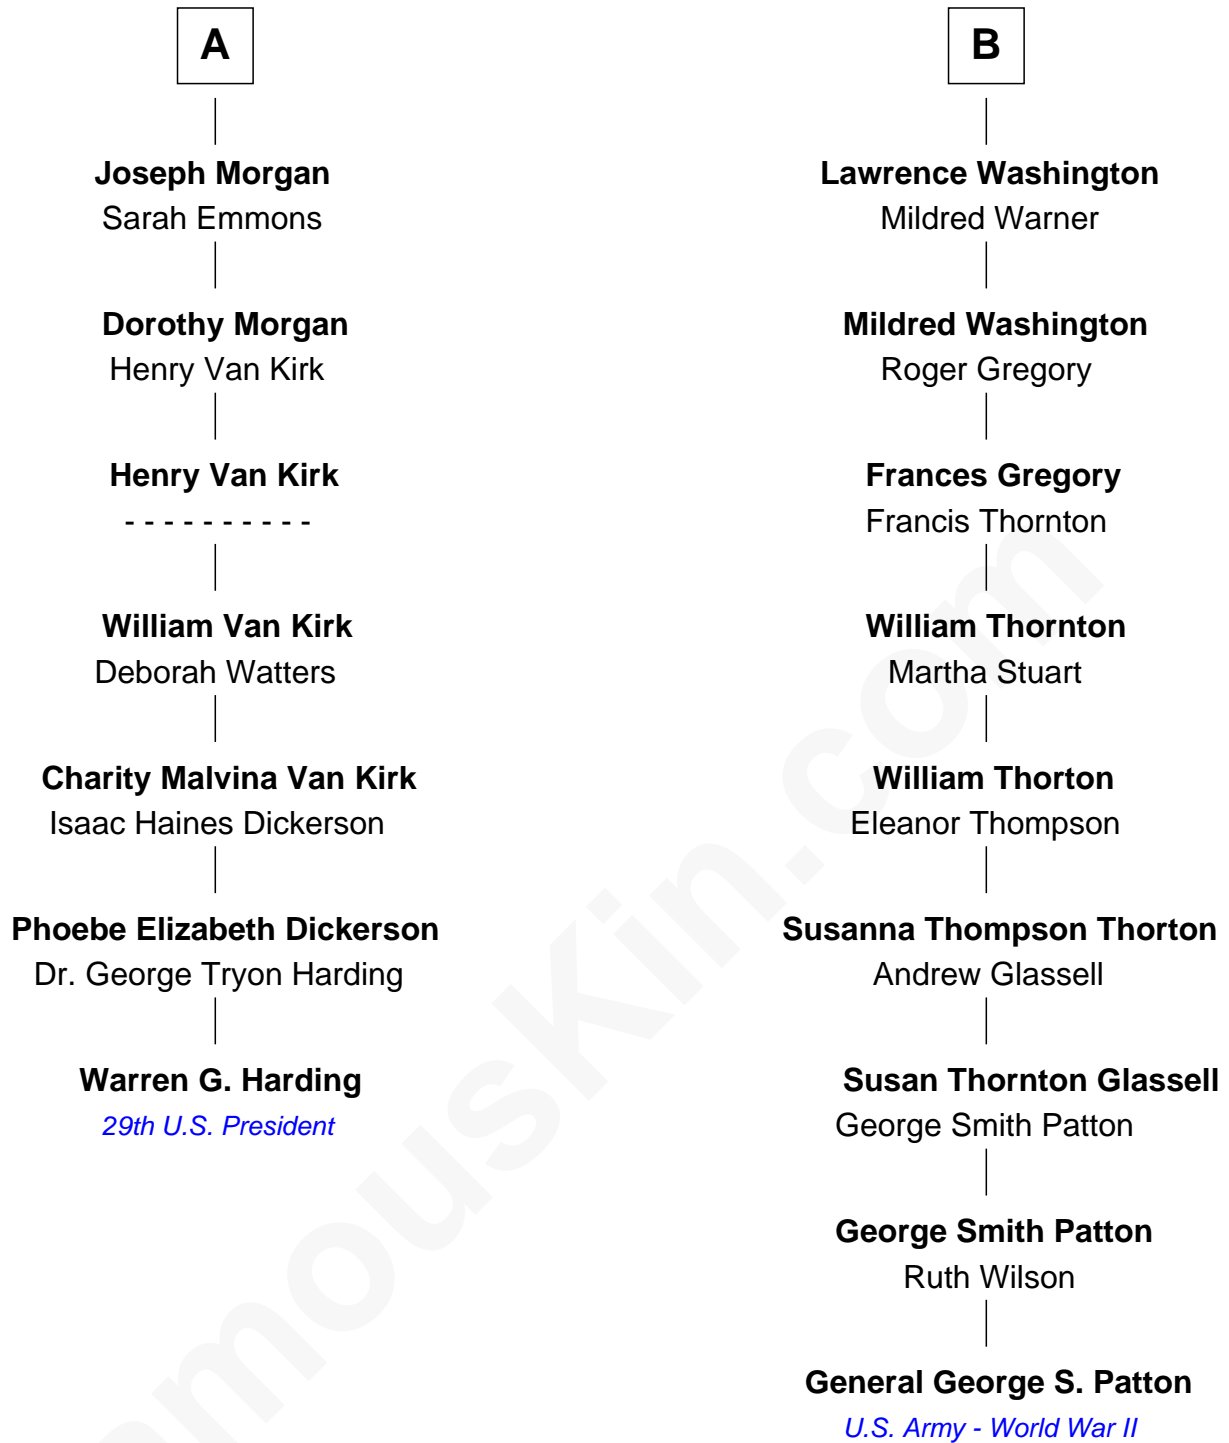 A
Joseph Morgan
Sarah Emmons
Dorothy Morgan
Henry Van Kirk
Henry Van Kirk
- - - - - - - - - -
William Van Kirk
Deborah Watters
Charity Malvina Van Kirk
Isaac Haines Dickerson
Phoebe Elizabeth Dickerson
Dr. George Tryon Harding
Warren G. Harding
29th U.S. President
B
Lawrence Washington
Mildred Warner
Mildred Washington
Roger Gregory
Frances Gregory
Francis Thornton
William Thornton
Martha Stuart
William Thorton
Eleanor Thompson
Susanna Thompson Thorton
Andrew Glassell
Susan Thornton Glassell
George Smith Patton
George Smith Patton
Ruth Wilson
General George S. Patton
U.S. Army - World War II
amouskin.com